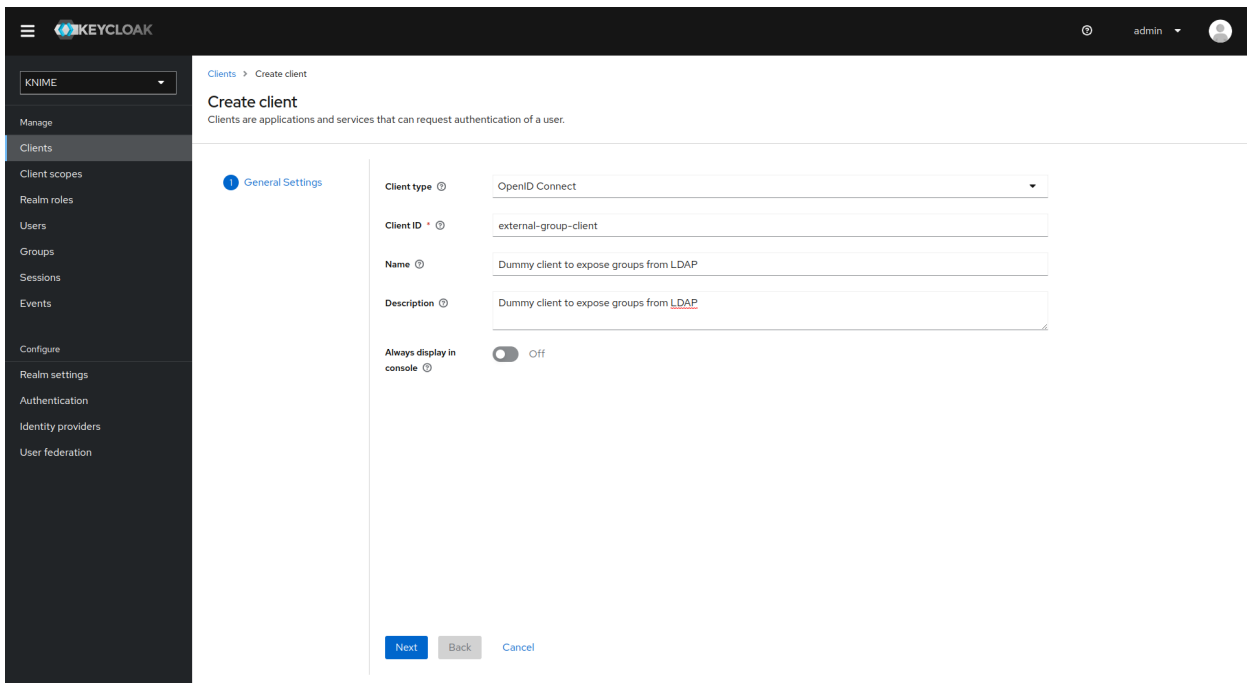 KEYCLOAK
admin
KNIME
Manage
Clients
Client scopes
Realm roles
Users
Groups
Sessions
Events
Configure
Realm settings
Authentication
Identity providers
User federation
Clients > Create client
Create client
Clients are applications and services that can request authentication of a user.
1 General Settings
Client type
OpenID Connect
Client ID *
external-group-client
Name
Dummy client to expose groups from LDAP
Description
Dummy client to expose groups from LDAP
Always display in
console
Off
Next
Back
Cancel